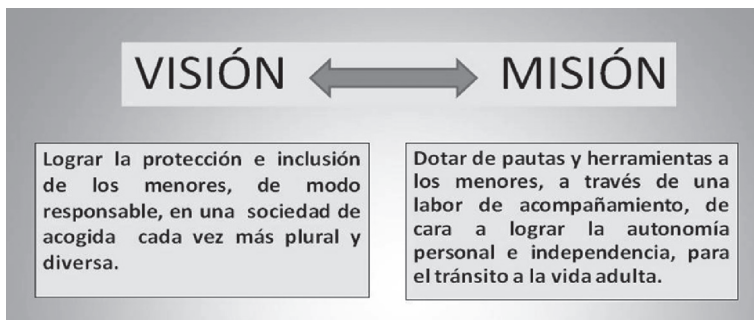 VISIÓN MISIÓN
Lograr la protección e inclusión
de los menores, de modo
responsable, en una sociedad de
acogida cada vez más plural y
diversa.
Dotar de pautas y herramientas a
los menores, a través de una
labor de acompañamiento, de
cara a lograr la autonomía
personal e independencia, para
el tránsito a la vida adulta.